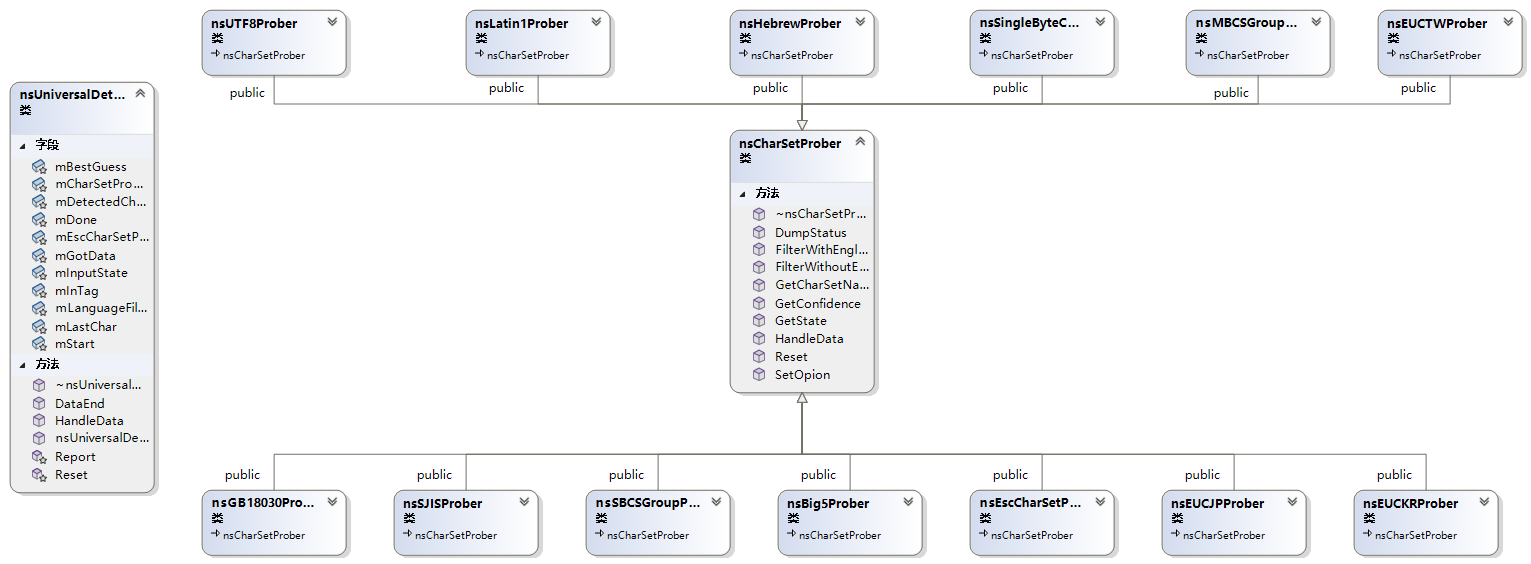 nsUTF8Prober
类
nsCharSetProber
nsLatin1Prober
类
nsCharSetProber
nsHebrewProber
类
nsCharSetProber
nsSingleByteC...
类
nsCharSetProber
nsMBCSGroup...
类
nsCharSetProber
nsEUCTWProber
类
nsCharSetProber
public
public
public
public
public
public
nsUniversalDet...
类
字段
mBestGuess
mCharSetPro...
mDetectedCh...
mDone
mEscCharSetP...
mGotData
mInputState
mInTag
mLanguageFil...
mLastChar
mStart
方法
~nsUniversal...
DataEnd
HandleData
nsUniversalDe...
Report
Reset
nsCharSetProber
类
方法
~nsCharSetPr...
DumpStatus
FilterWithEngl...
FilterWithoutE...
GetCharSetNa...
GetConfidence
GetState
HandleData
Reset
SetOpion
public
public
public
public
public
public
public
nsGB18030Pro...
类
nsCharSetProber
nsSJISProber
类
nsCharSetProber
nsSBCSGroupP...
类
nsCharSetProber
nsBig5Prober
类
nsCharSetProber
nsEscCharSetP...
类
nsCharSetProber
nsEUCJPProber
类
nsCharSetProber
nsEUCKRProber
类
nsCharSetProber